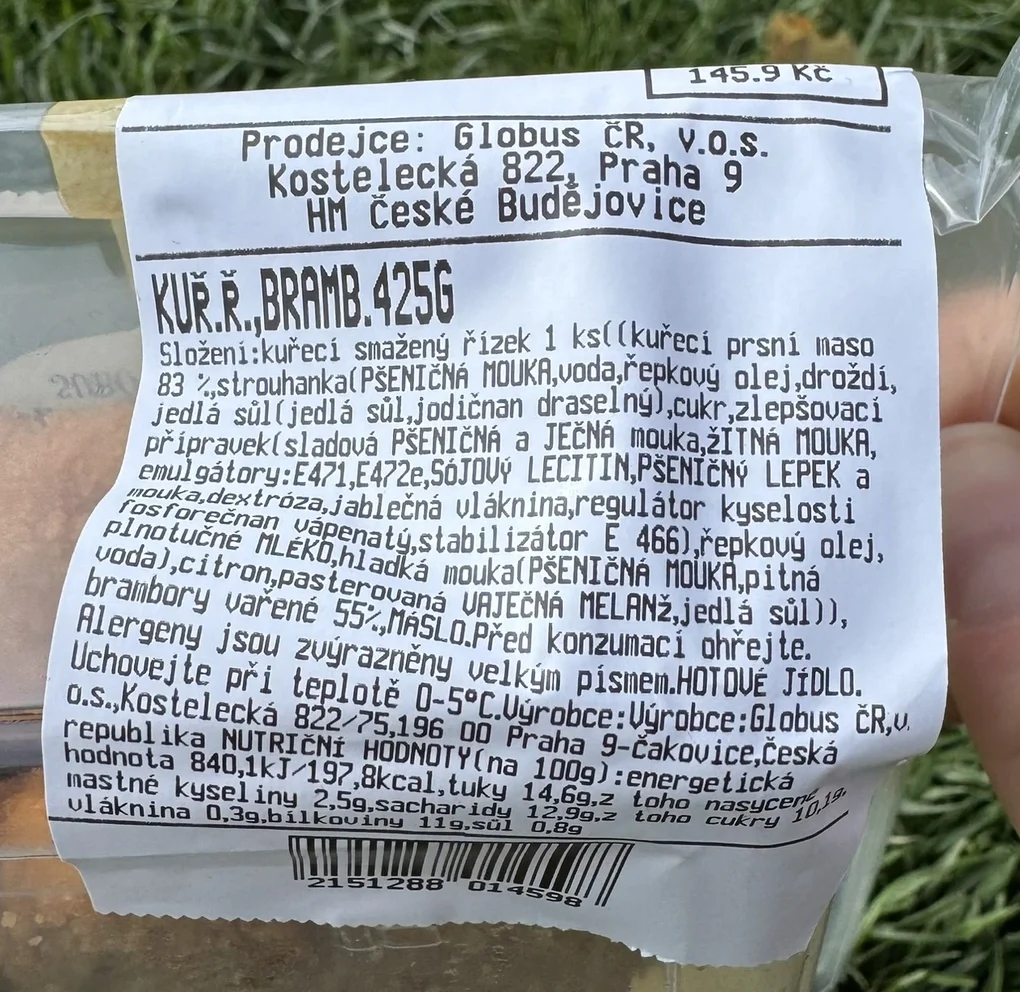 145.9 Kč
Prodejce: Globus ČR, v.o.s.
Kostelecká 822, Praha 9
HM České Budějovice
KUŘ.Ř.,BRAMB.425G
Složení:kuřecí smažený řízek 1 ks((kuřecí prsní maso
83 %,strouhanka(PŠENIČNÁ MOUKA,voda,řepkový olej,droždí,
jedlá sůl(jedlá sůl,jodičnan draselný),cukr,zlepšovací
přípravek(sladová PŠENIČNÁ a JEČNÁ mouka,ŽITNÁ MOUKA,
emulgátory:E471,E472e,SÓJOVÝ LECITIN,PŠENIČNÝ LEPEK a
mouka,dextróza,jablečná vláknina,regulátor kyselosti
fosforečnan vápenatý,stabilizátor E 466),řepkový olej,
plnotučné MLÉKO,hladká mouka(PŠENIČNÁ MOUKA,pitná
voda),citron,pasterovaná VAJEČNÁ MELANŽ,jedlá sůl)),
brambory vařené 55%,MÁSLO.Před konzumací ohřejte.
Alergeny jsou zvýrazněny velkým písmem.HOTOVÉ JÍDLO.
Uchovejte při teplotě 0-5°C.Výrobce:Výrobce:Globus ČR,v.
o.s.,Kostelecká 822/75,196 00 Praha 9-Čakovice,Česká
republika NUTRIČNÍ HODNOTY(na 100g):energetická
hodnota 840,1kJ/197,8kcal,tuky 14,6g,z toho nasycené
mastné kyseliny 2,5g,sacharidy 12,9g,z toho cukry
vláknina 0,3g,bílkoviny 11g,sůl 0,8g
2151288 014598